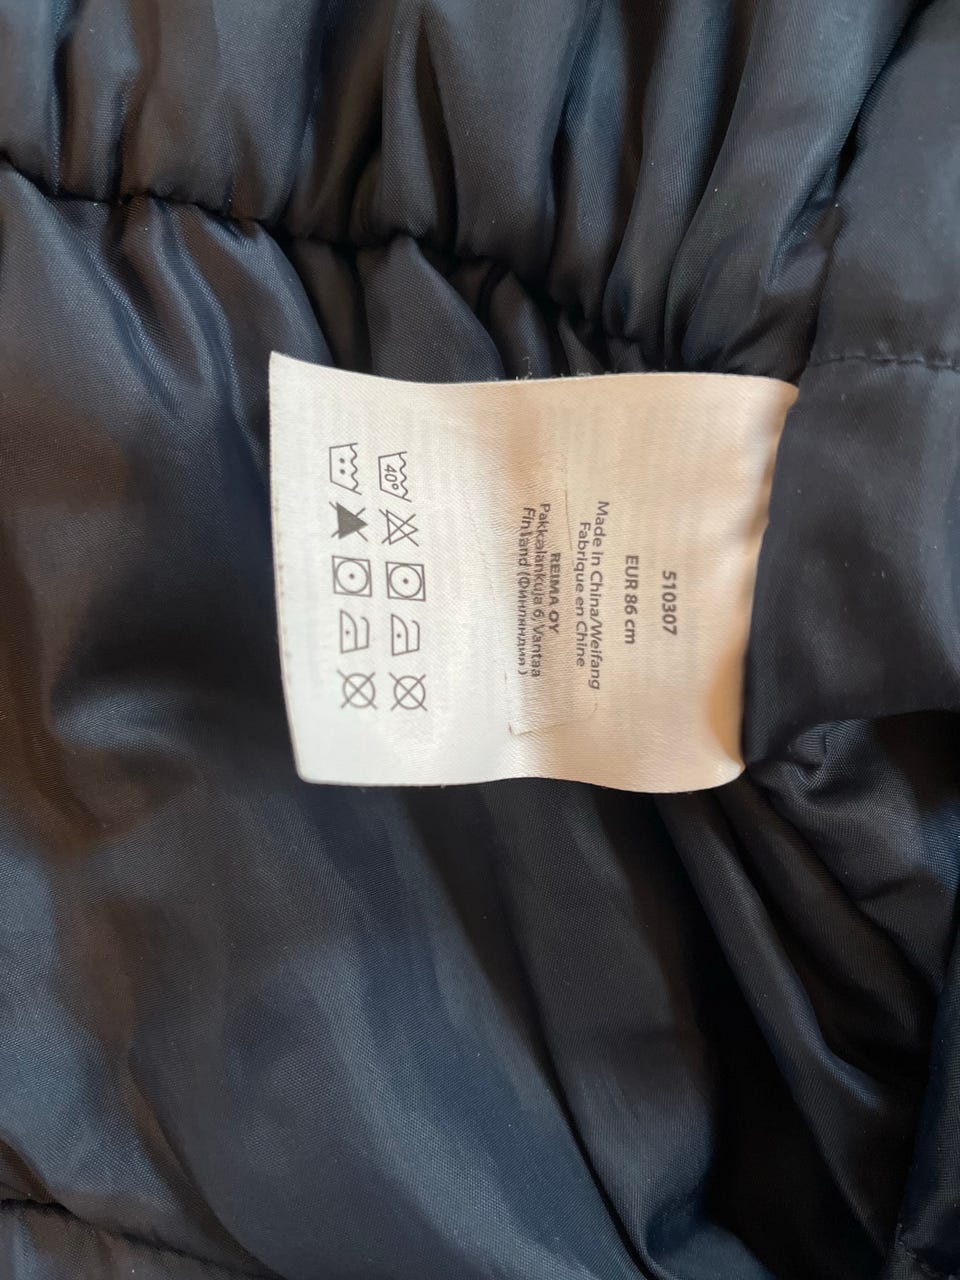 510307
EUR 86 cm
Made in China/Weifang
Fabrique en Chine
REIMA OY
Pakkalankuja 6, Vantaa
Finland (Финляндия)
40°